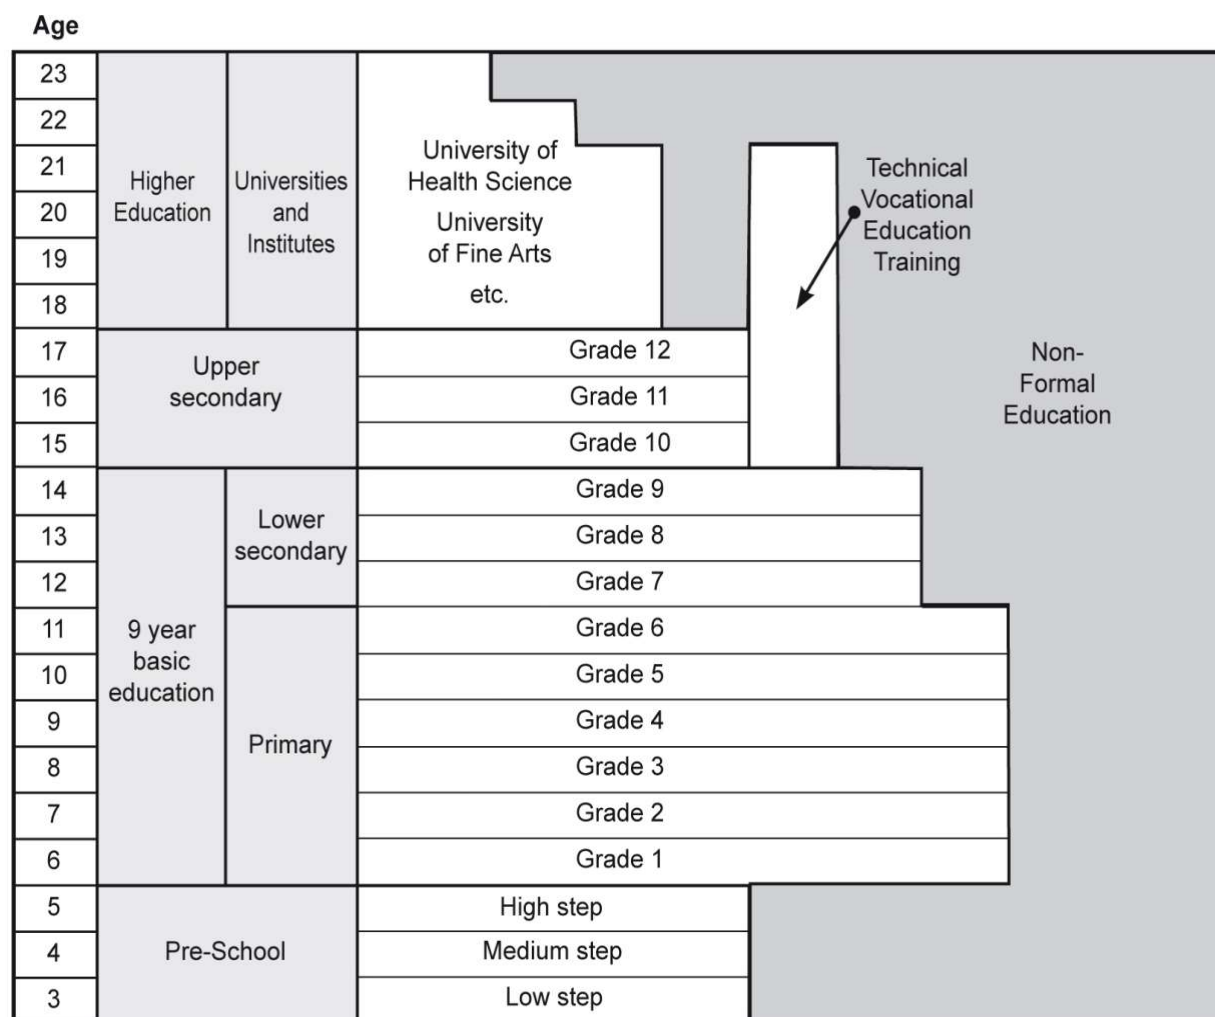 Age
23
22
21
20
19
18
17
16
15
14
13
12
11
10
9
8
7
6
5
4
3
Higher
Education
Universities
and
Institutes
University of
Health Science
University
of Fine Arts
etc.
Technical
Vocational
Education
Training
Non-
Formal
Education
Upper
secondary
Grade 12
Grade 11
Grade 10
9 year
basic
education
Lower
secondary
Grade 9
Grade 8
Grade 7
Primary
Grade 6
Grade 5
Grade 4
Grade 3
Grade 2
Grade 1
Pre-School
High step
Medium step
Low step